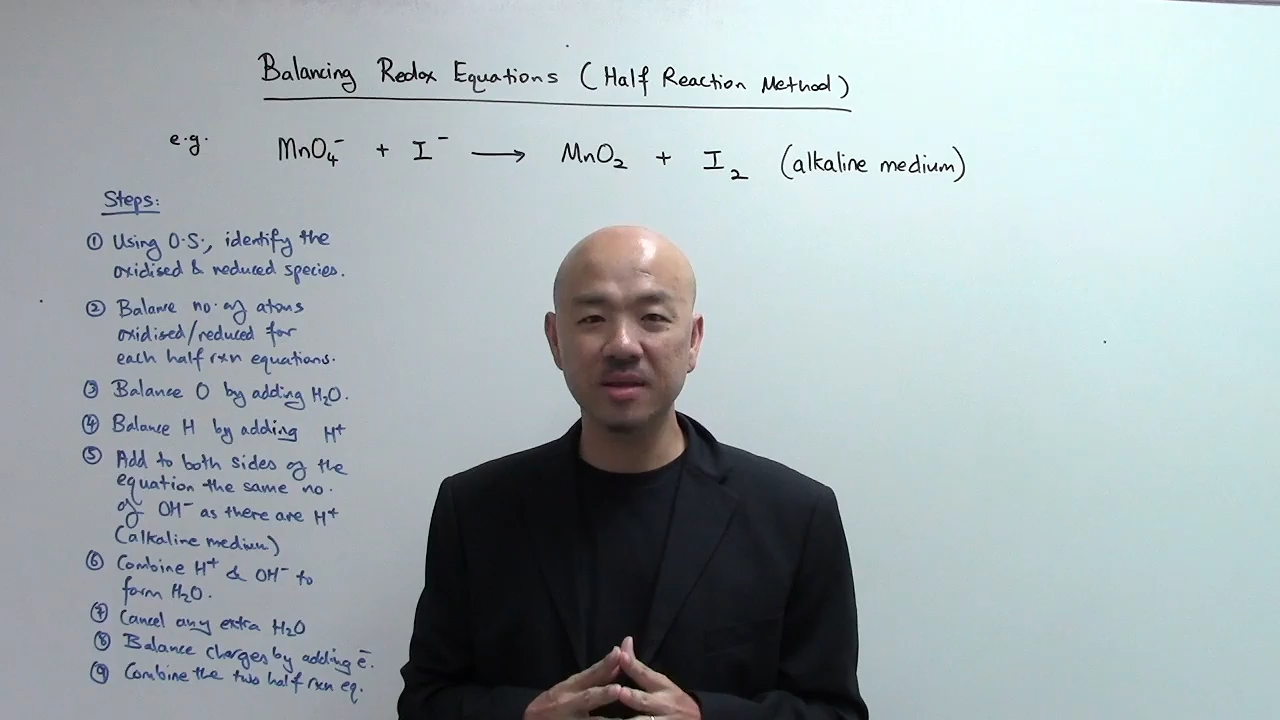 Balancing Redox Equations (Half Reaction Method)
e.g. MnO₄⁻ + I⁻ → MnO₂ + I₂ (alkaline medium)
Steps:
① Using O.S., identify the
oxidised & reduced species.
② Balance no. of atoms
oxidised/reduced for
each half rxn equations.
③ Balance O by adding H₂O.
④ Balance H by adding H⁺
⑤ Add to both sides of the
equation the same no.
of OH⁻ as there are H⁺
(alkaline medium)
⑥ Combine H⁺ & OH⁻ to
form H₂O.
⑦ Cancel any extra H₂O
⑧ Balance charges by adding e⁻.
⑨ Combine the two half rxn eq.